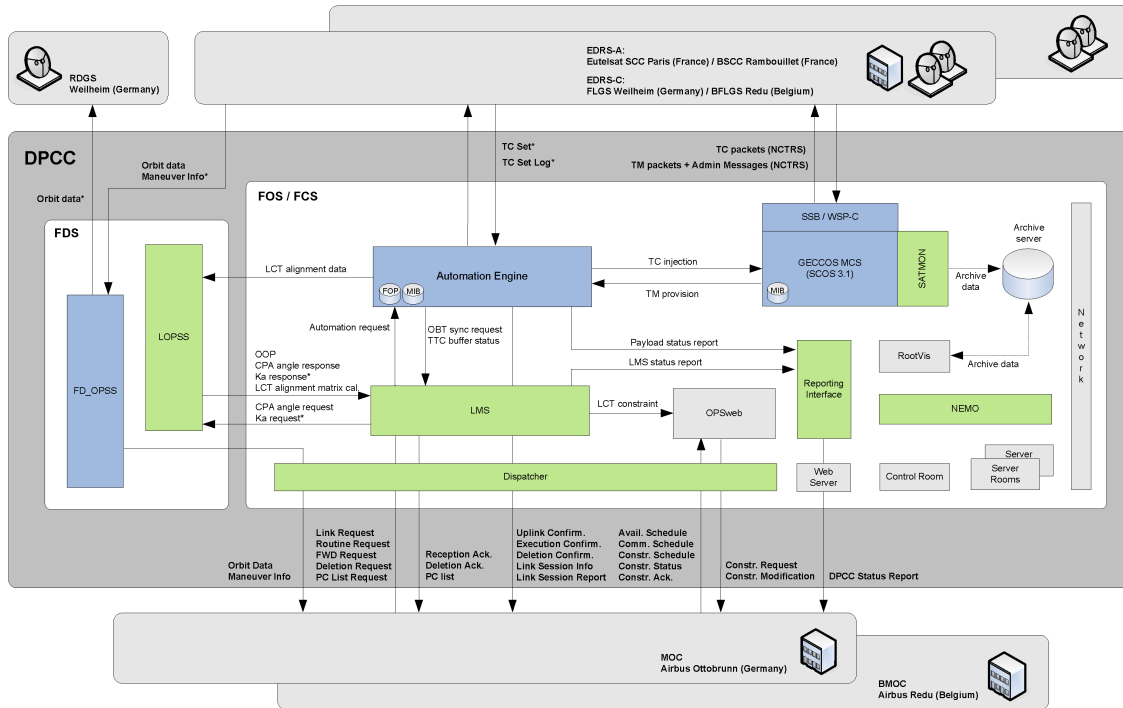 EDRS-A:
Eutelsat SCC Paris (France) / BSCC Rambouillet (France)
EDRS-C:
FLGS Weilheim (Germany) / BFLGS Redu (Belgium)
RDGS
Weilheim (Germany)
DPCC
Orbit data
Maneuver Info*
Orbit data*
TC Set*
TC Set Log*
TC packets (NCTRS)
TM packets + Admin Messages (NCTRS)
FOS / FCS
FDS
SSB / WSP-C
GECCOS MCS
(SCOS 3.1)
MIB
SATMON
Archive
server
Archive
data
Network
LCT alignment data
Automation Engine
FOP
MIB
TC injection
TM provision
LOPSS
FD_OPSS
Automation request
OBT sync request
TTC buffer status
Payload status report
LMS status report
RootVis
Archive data
OOP
CPA angle response
Ka response*
LCT alignment matrix cal.
CPA angle request
Ka request*
LMS
LCT constraint
OPSweb
Reporting
Interface
NEMO
Dispatcher
Web
Server
Control Room
Server
Server
Rooms
Orbit Data
Maneuver Info
Link Request
Routine Request
FWD Request
Deletion Request
PC List Request
Reception Ack.
Deletion Ack.
PC list
Uplink Confirm.
Execution Confirm.
Deletion Confirm.
Link Session Info
Link Session Report
Avail. Schedule
Comm. Schedule
Constr. Schedule
Constr. Status
Constr. Ack.
Constr. Request
Constr. Modification
DPCC Status Report
MOC
Airbus Ottobrunn (Germany)
BMOC
Airbus Redu (Belgium)